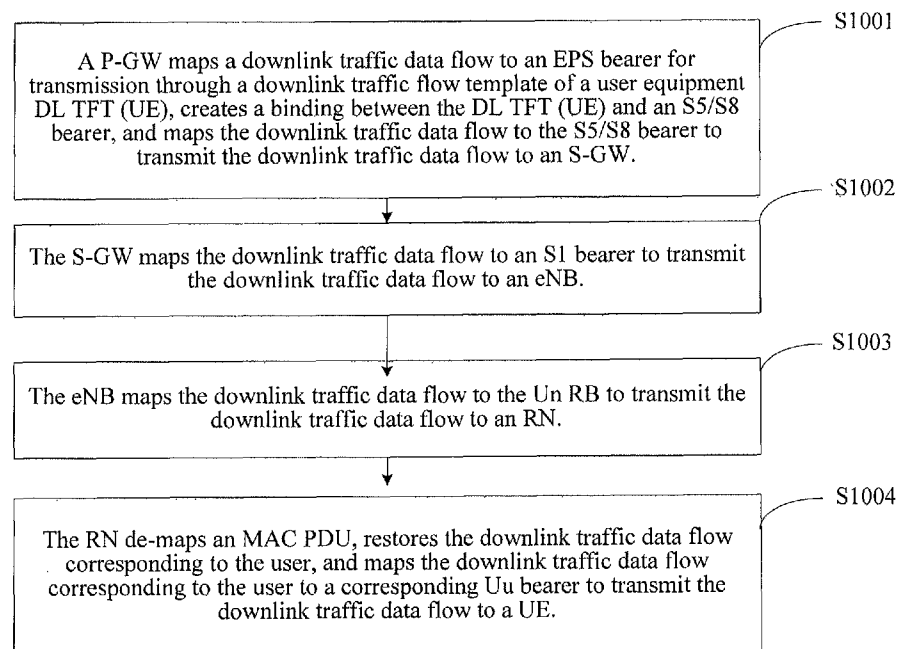 S1001
A P-GW maps a downlink traffic data flow to an EPS bearer for
transmission through a downlink traffic flow template of a user equipment
DL TFT (UE), creates a binding between the DL TFT (UE) and an S5/S8
bearer, and maps the downlink traffic data flow to the S5/S8 bearer to
transmit the downlink traffic data flow to an S-GW.
S1002
The S-GW maps the downlink traffic data flow to an S1 bearer to transmit
the downlink traffic data flow to an eNB.
S1003
The eNB maps the downlink traffic data flow to the Un RB to transmit the
downlink traffic data flow to an RN.
S1004
The RN de-maps an MAC PDU, restores the downlink traffic data flow
corresponding to the user, and maps the downlink traffic data flow
corresponding to the user to a corresponding Uu bearer to transmit the
downlink traffic data flow to a UE.